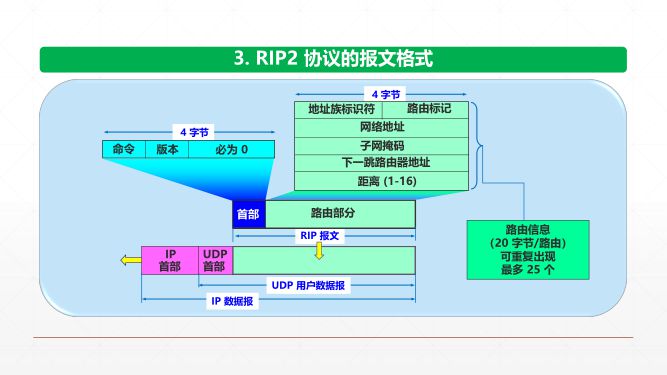 3. RIP2 协议的报文格式
4 字节
4 字节
地址族标识符 路由标记
网络地址
子网掩码
下一跳路由器地址
距离 (1-16)
命令 版本 必为 0
首部 路由部分
RIP 报文
路由信息
(20 字节/路由)
可重复出现
最多 25 个
IP
首部
UDP
首部
UDP 用户数据报
IP 数据报